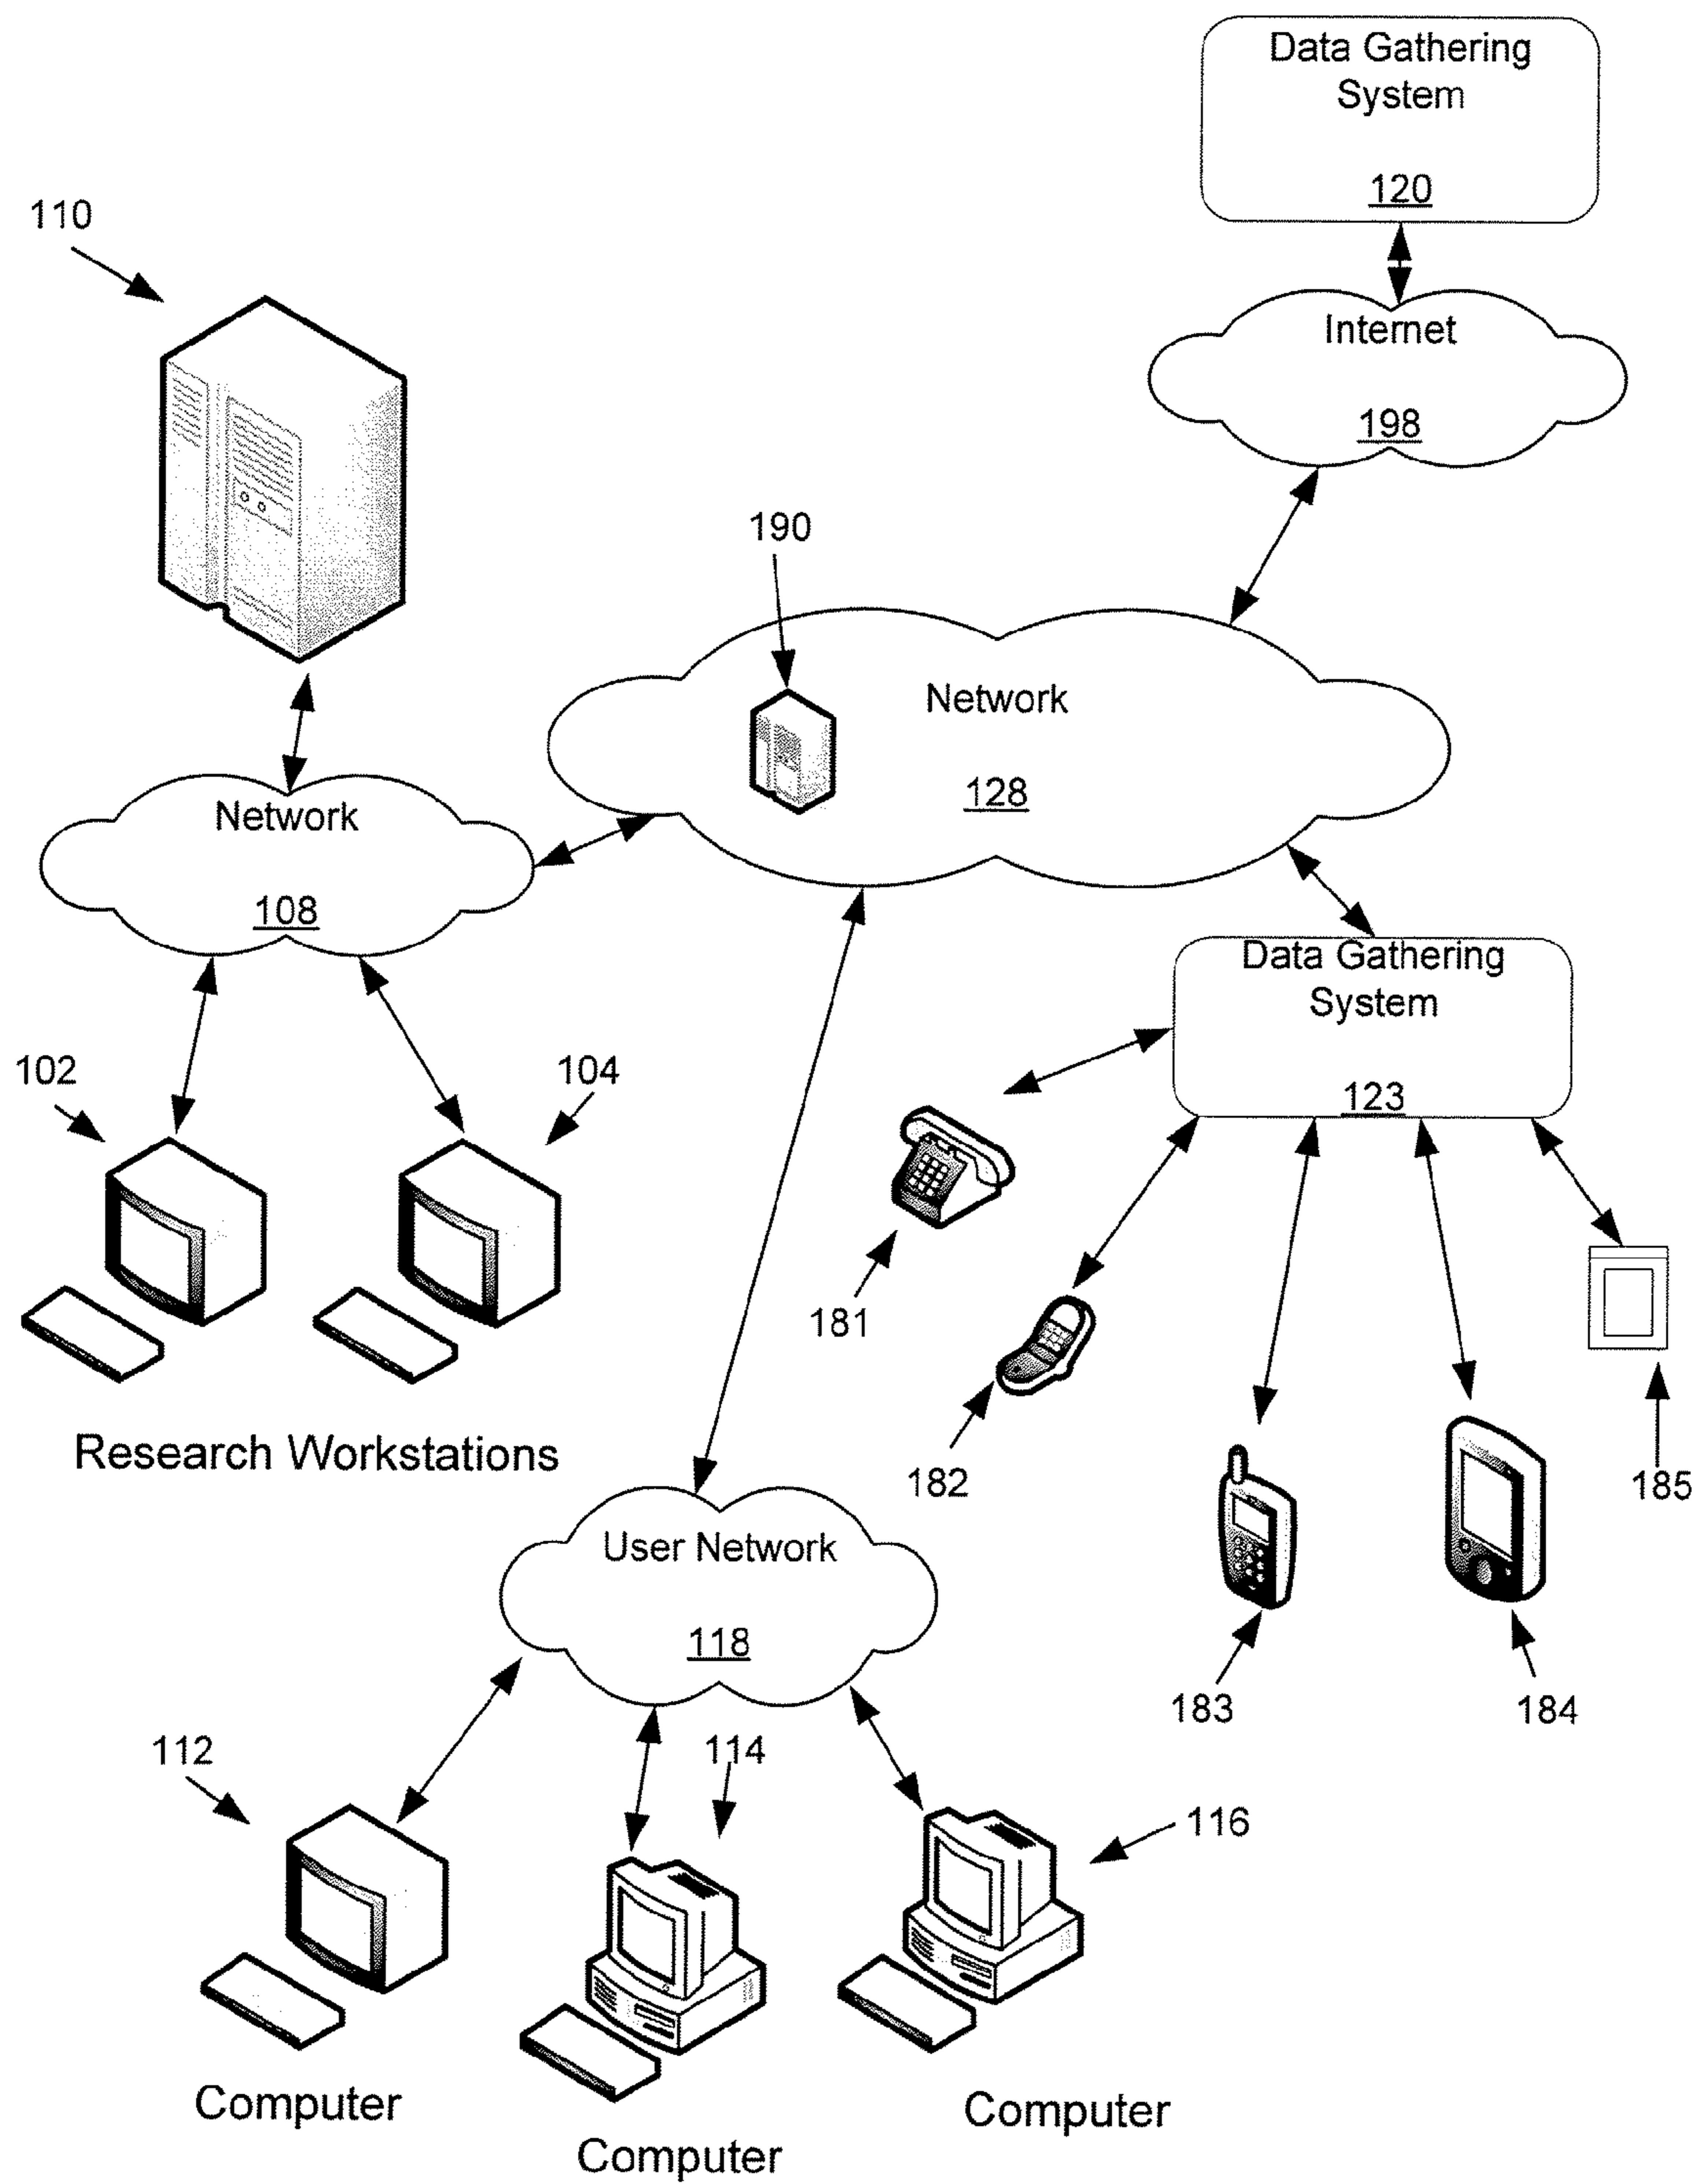 Data Gathering
System
120
110
Internet
198
190
Network
128
Network
108
Data Gathering
System
123
102
104
181
182
185
Research Workstations
User Network
118
183
184
112
114
116
Computer
Computer
Computer